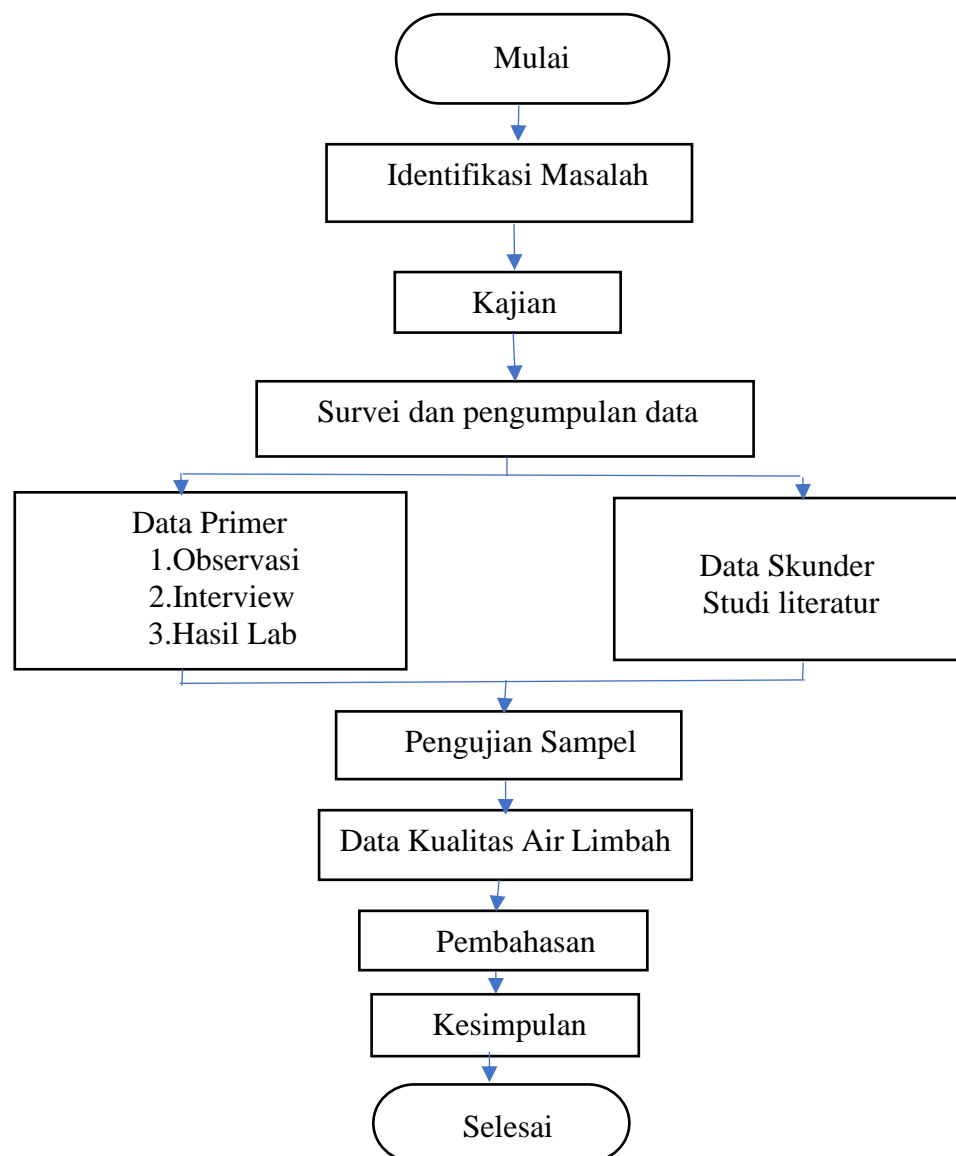 Mulai
Identifikasi Masalah
Kajian
Survei dan pengumpulan data
Data Primer
1.Observasi
2.Interview
3.Hasil Lab
Data Skunder
Studi literatur
Pengujian Sampel
Data Kualitas Air Limbah
Pembahasan
Kesimpulan
Selesai